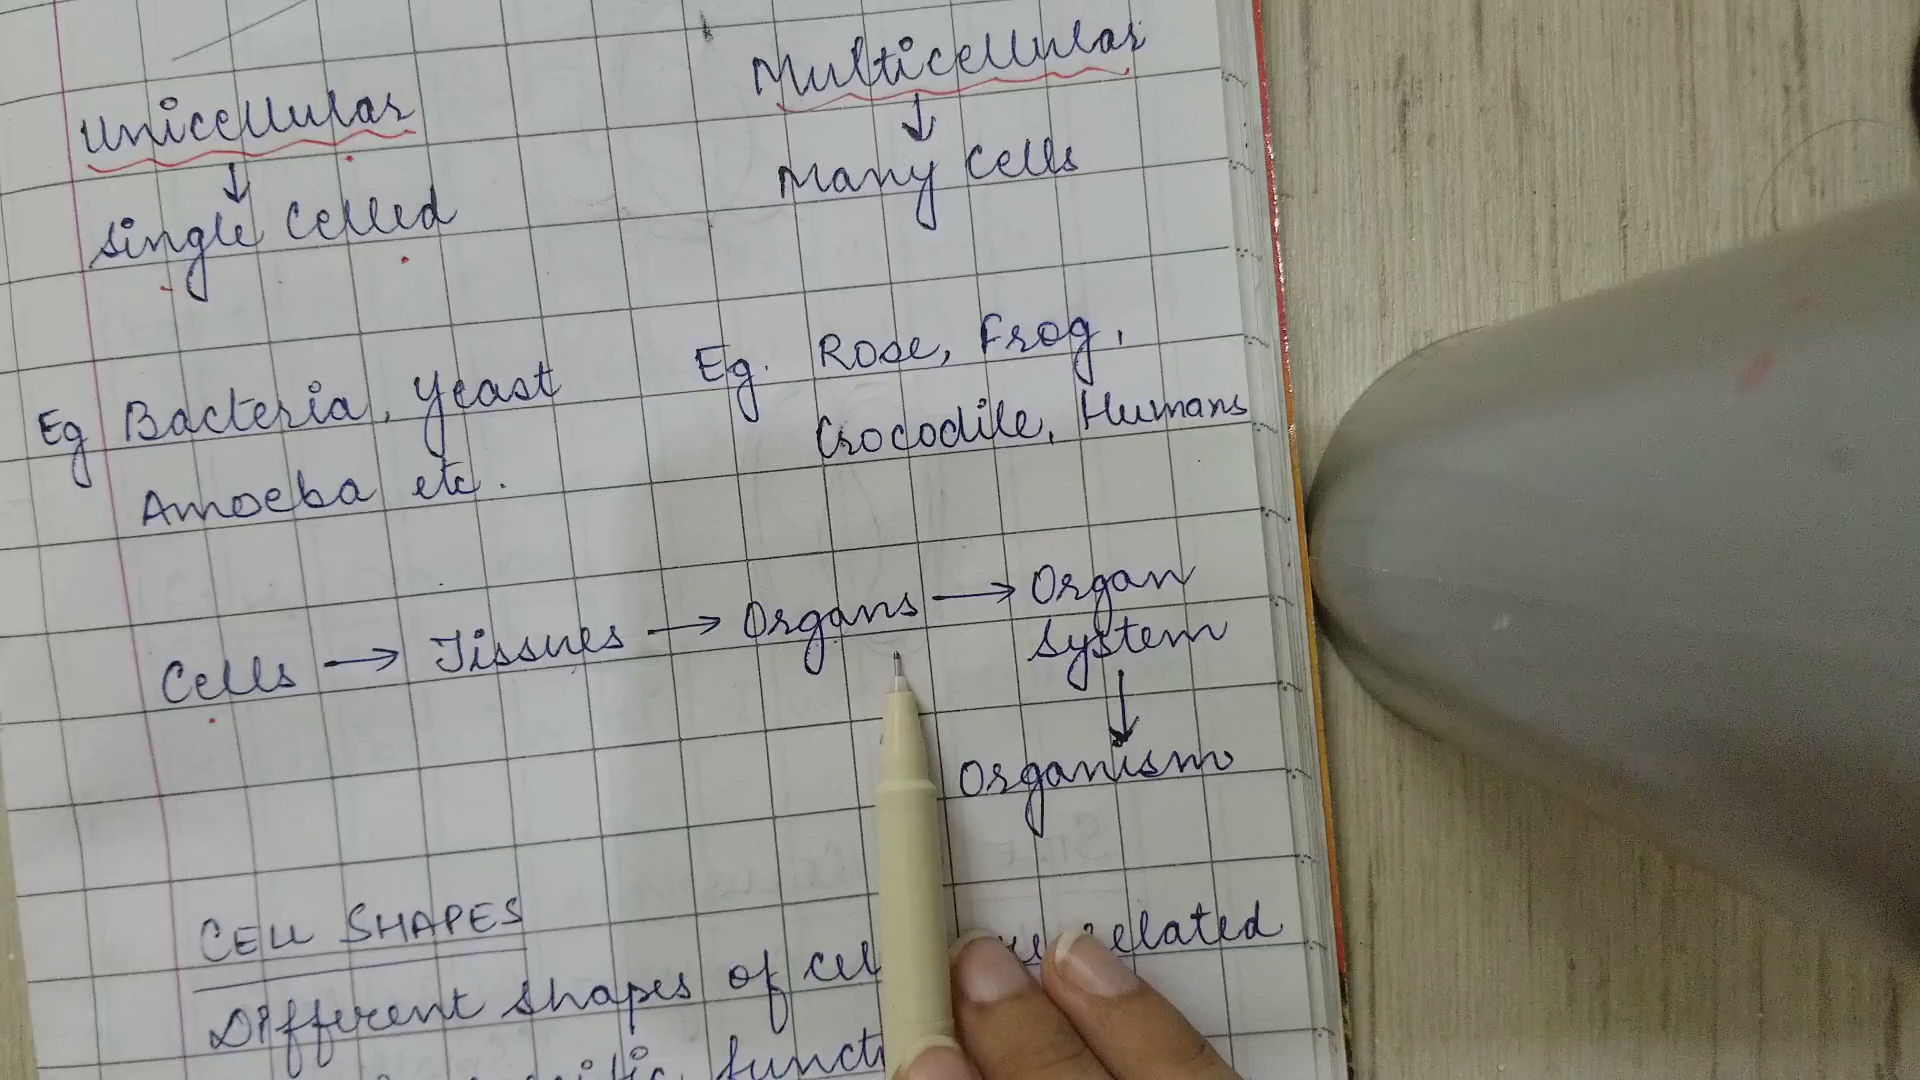 Unicellular
Multicellular
Single Celled
Many Cells
Eg Bacteria, Yeast
Amoeba etc.
Eg. Rose, Frog,
Crocodile, Humans
Cells → Tissues → Organs → Organ
System
Organism
CELL SHAPES
Different shapes of related